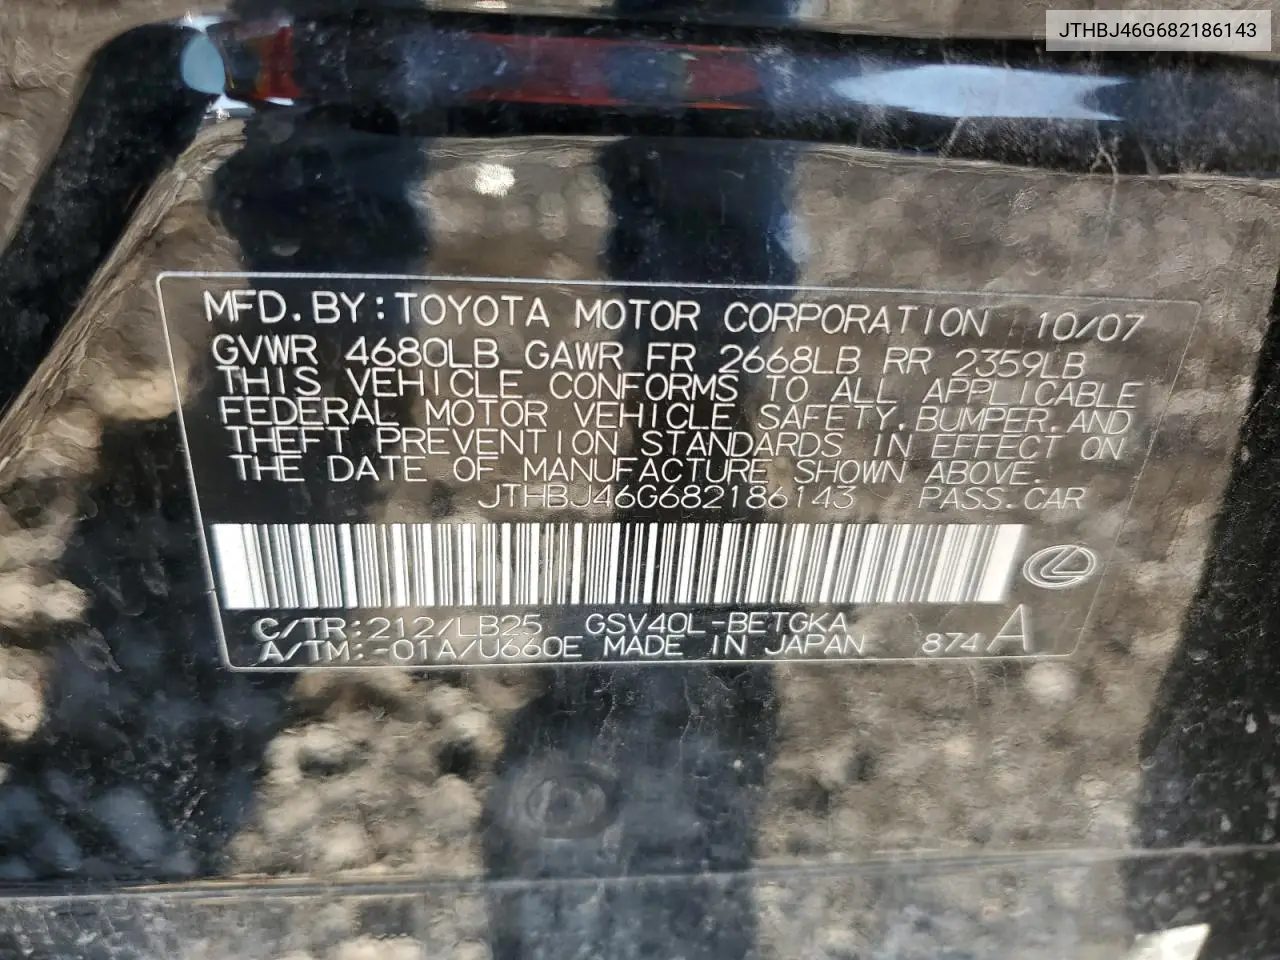 JTHBJ46G682186143
MFD.BY:TOYOTA MOTOR CORPORATION 10/07
GVWR 4680LB GAWR FR 2668LB RR 2359LB
THIS VEHICLE CONFORMS TO ALL APPLICABLE
FEDERAL MOTOR VEHICLE SAFETY,BUMPER,AND
THEFT PREVENTION STANDARDS IN EFFECT ON
THE DATE OF MANUFACTURE SHOWN ABOVE.
JTHBJ46G682186143 PASS.CAR
C/TR:212/LB25 GSV40L-BETGKA
A/TM:-01A/U660E MADE IN JAPAN 874A